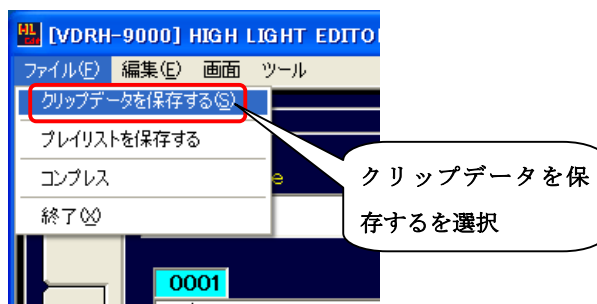 [VDRH-9000] HIGH LIGHT EDITO
ファイル(F) 編集(E) 画面 ツール
クリップデータを保存する(S)
プレイリストを保存する
コンプレス
終了(X)
e
クリップデータを保
存するを選択
0001